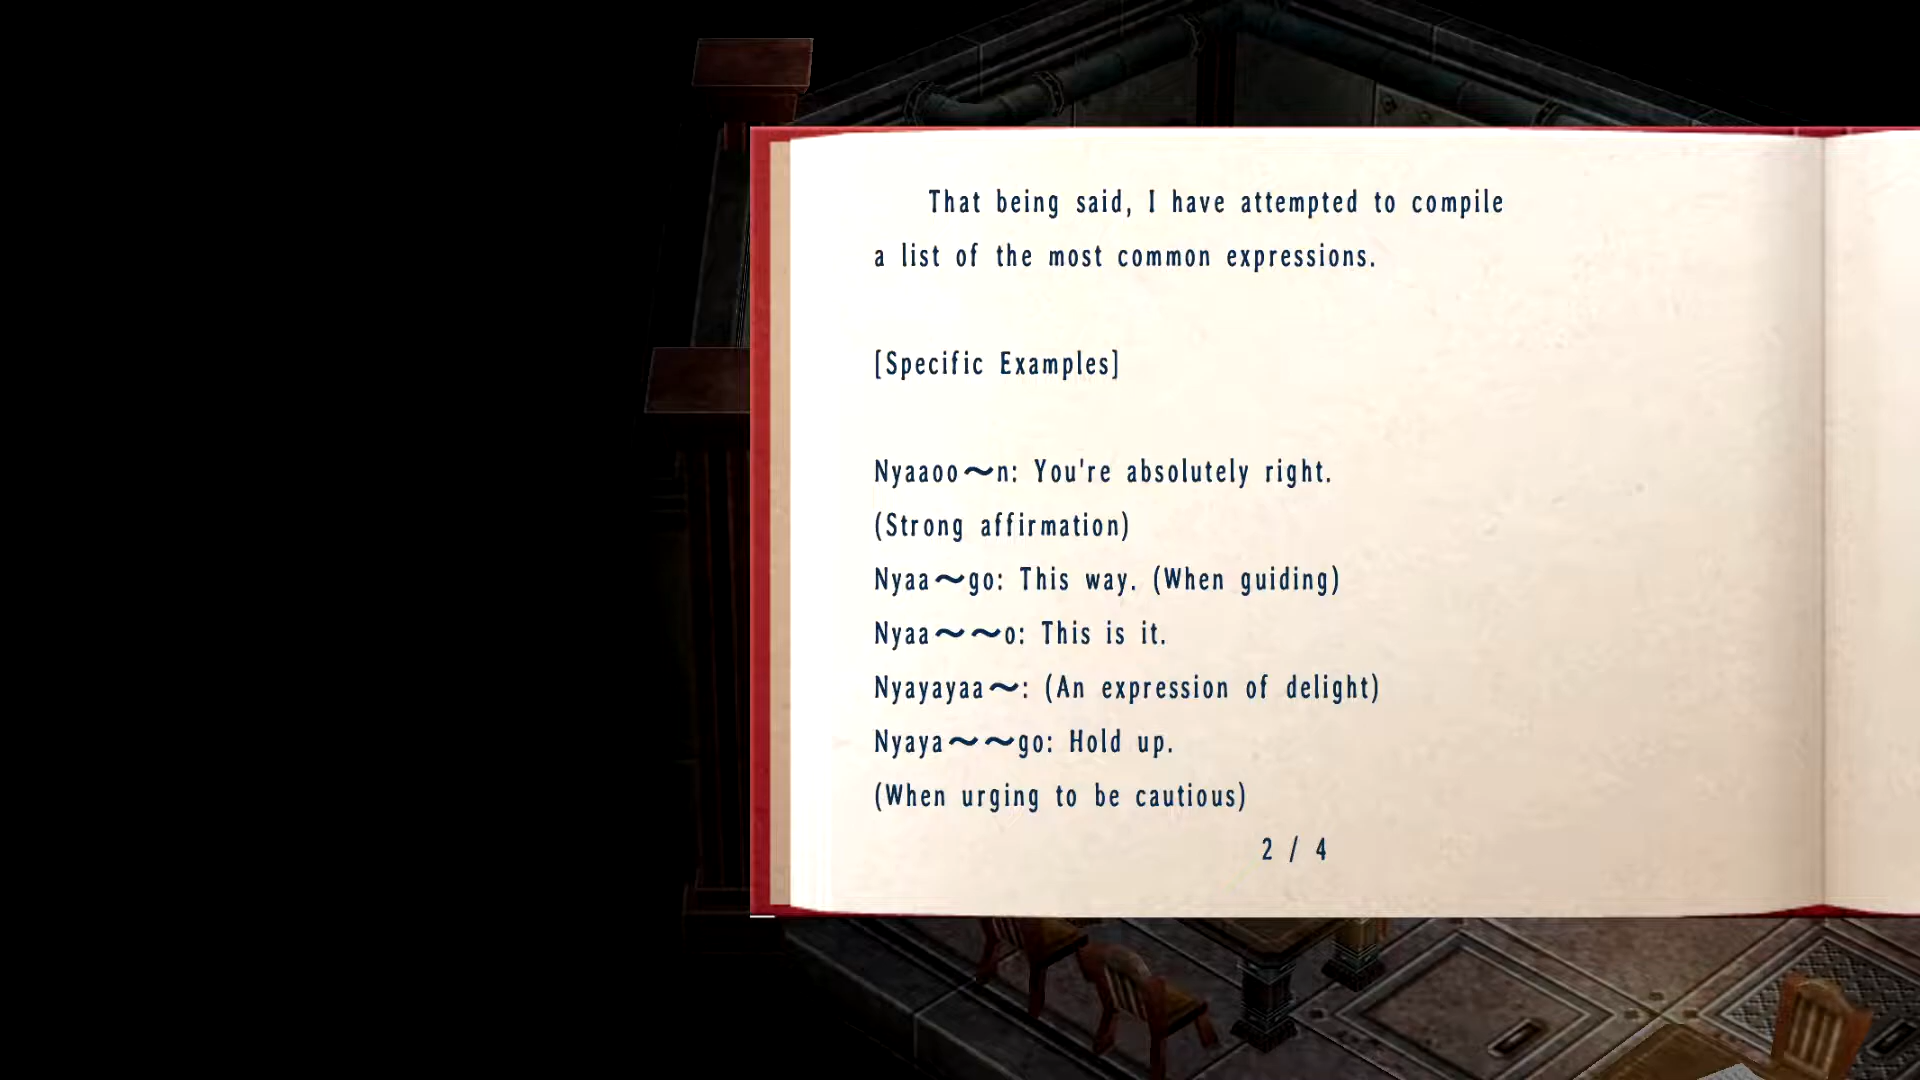 That being said, I have attempted to compile
a list of the most common expressions.
[Specific Examples]
Nyaaoo〜n: You're absolutely right.
(Strong affirmation)
Nyaa〜go: This way. (When guiding)
Nyaa〜〜o: This is it.
Nyayayaa〜: (An expression of delight)
Nyaya〜〜go: Hold up.
(When urging to be cautious)
2 / 4